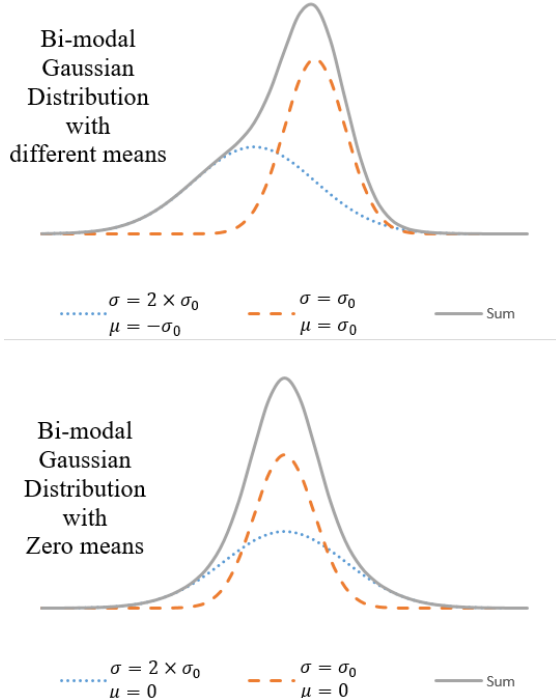 Bi-modal
Gaussian
Distribution
with
different means
σ = 2 × σ₀
μ = −σ₀
σ = σ₀
μ = σ₀
Sum
Bi-modal
Gaussian
Distribution
with
Zero means
σ = 2 × σ₀
μ = 0
σ = σ₀
μ = 0
Sum